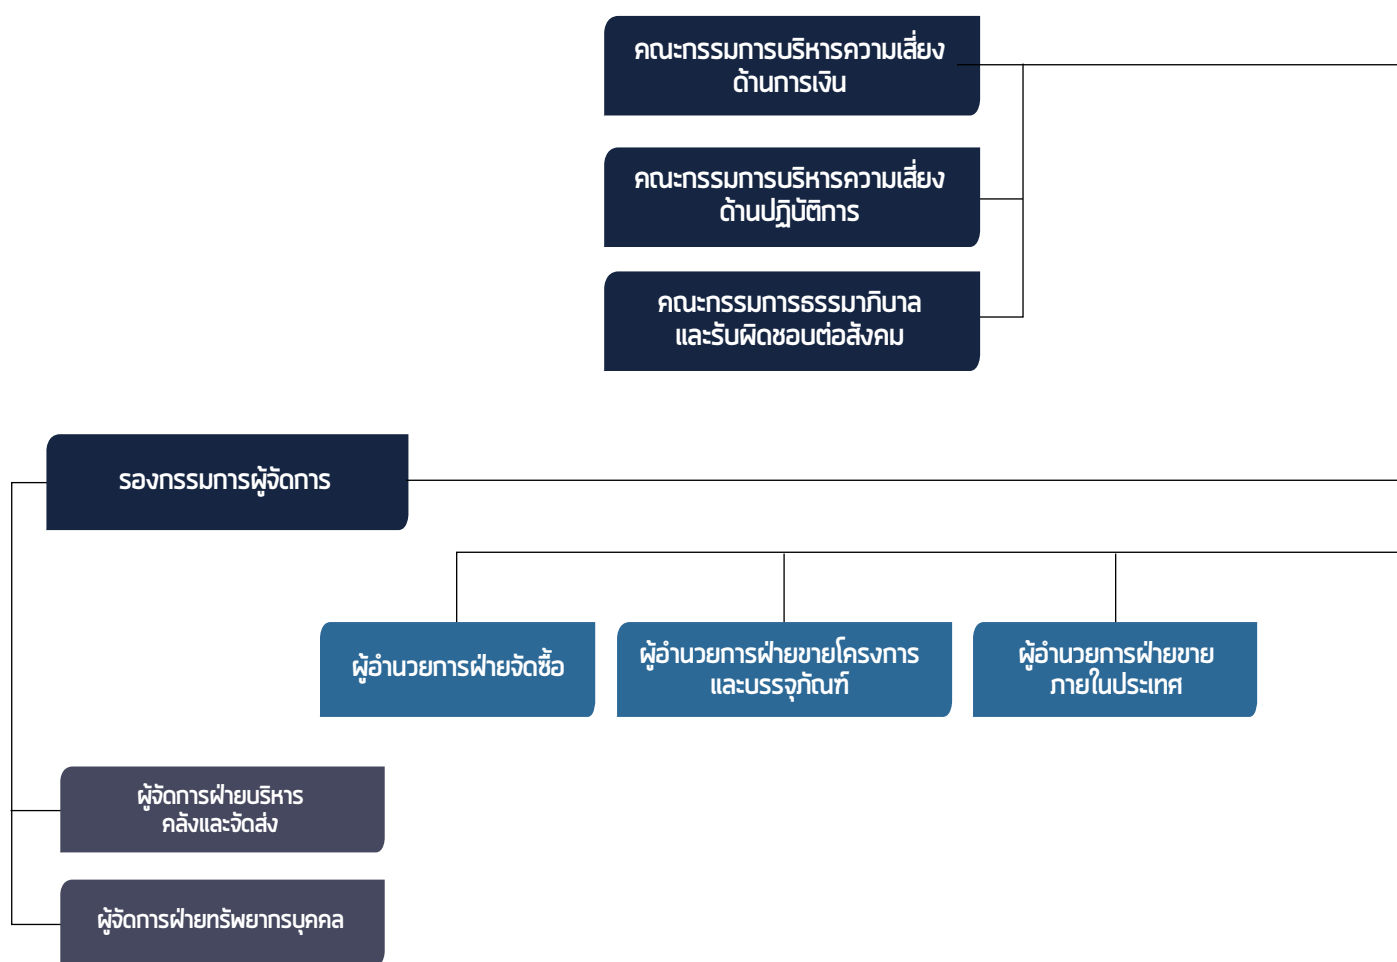 คณะกรรมการบริหารความเสี่ยง
ด้านการเงิน
คณะกรรมการบริหารความเสี่ยง
ด้านปฏิบัติการ
คณะกรรมการธรรมาภิบาล
และรับผิดชอบต่อสังคม
รองกรรมการผู้จัดการ
ผู้อำนวยการฝ่ายจัดซื้อ
ผู้อำนวยการฝ่ายขายโครงการ
และบรรจุภัณฑ์
ผู้อำนวยการฝ่ายขาย
ภายในประเทศ
ผู้จัดการฝ่ายบริหาร
คลังและจัดส่ง
ผู้จัดการฝ่ายทรัพยากรบุคคล